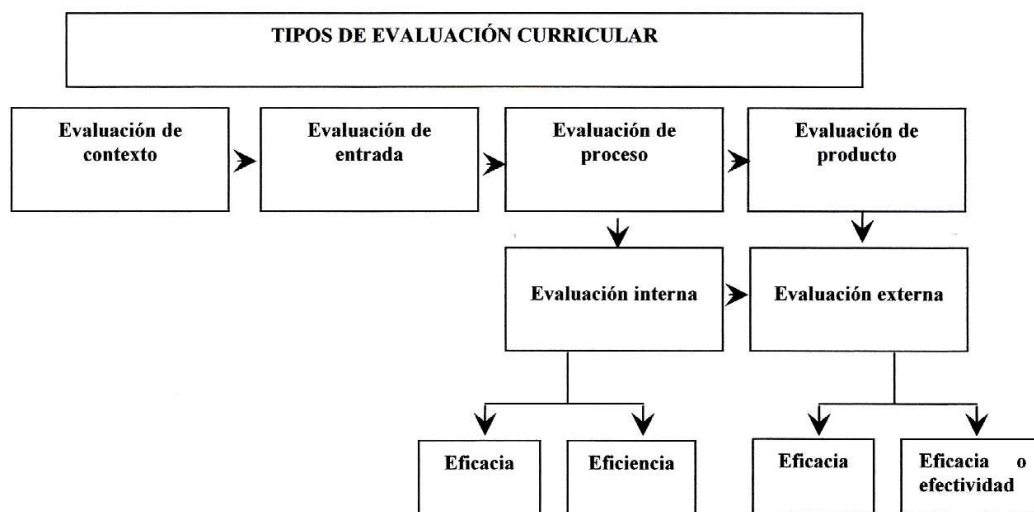 TIPOS DE EVALUACIÓN CURRICULAR
Evaluación de
contexto
Evaluación de
entrada
Evaluación de
proceso
Evaluación de
producto
Evaluación interna
Evaluación externa
Eficacia
Eficiencia
Eficacia
Eficacia o
efectividad